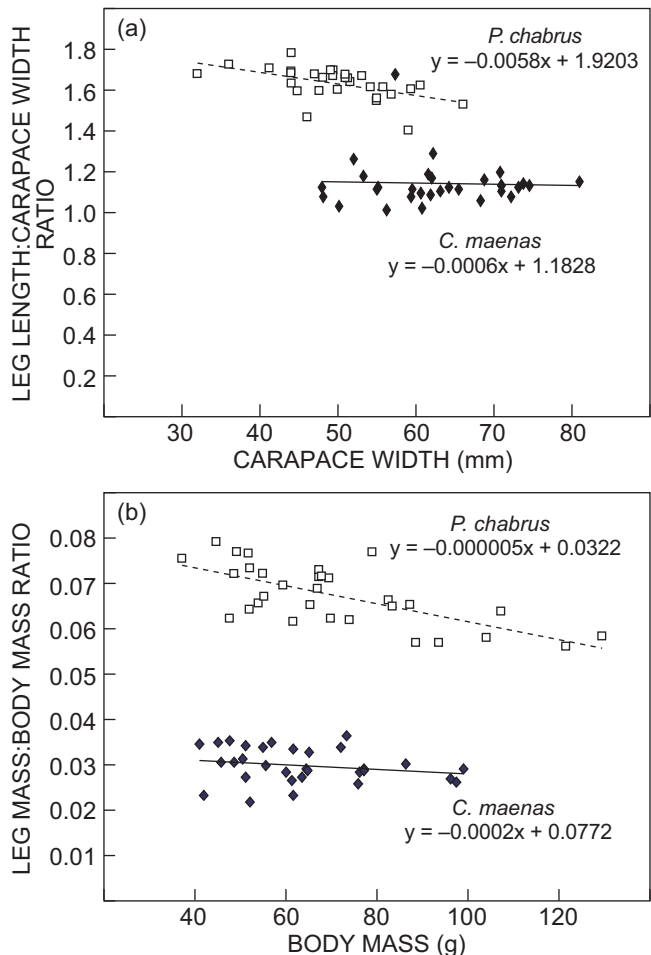 (a)
P. chabrus
y = –0.0058x + 1.9203
1.8
1.6
1.4
1.2
1.0
0.8
0.6
0.4
0.2
LEG LENGTH:CARAPACE WIDTH
RATIO
C. maenas
y = –0.0006x + 1.1828
30 40 50 60 70 80
CARAPACE WIDTH (mm)
(b)
P. chabrus
y = –0.000005x + 0.0322
0.08
0.07
0.06
0.05
0.04
0.03
0.02
0.01
LEG MASS:BODY MASS RATIO
C. maenas
y = –0.0002x + 0.0772
40 60 80 100 120
BODY MASS (g)